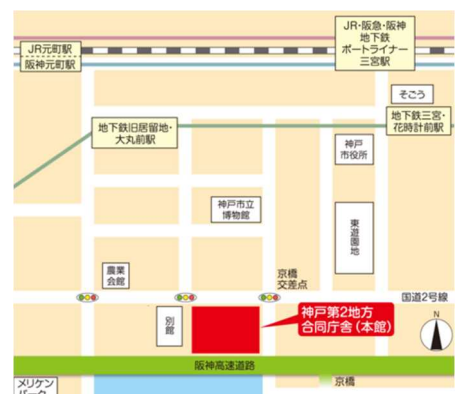 JR・阪急・阪神
地下鉄
ポートライナー
三宮駅
JR元町駅
阪神元町駅
そごう
地下鉄三宮・
花時計前駅
地下鉄旧居留地・
大丸前駅
神戸
市役所
神戸市立
博物館
東遊園地
農業
会館
京橋
交差点
国道2号線
別館
神戸第2地方
合同庁舎(本館)
N
阪神高速道路
メリケン
パーク
京橋